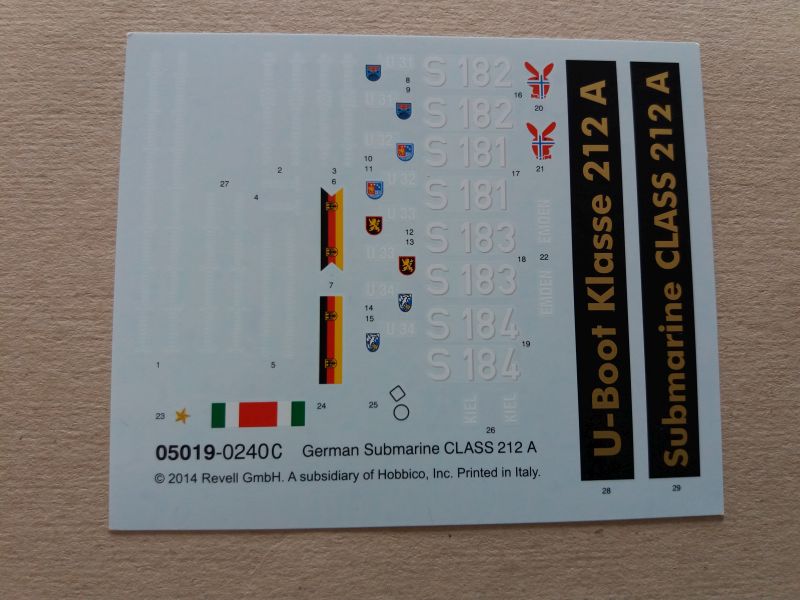 U 31
S 182
8
9
16
20
U 31
S 182
U 32
S 181
10
11
17
21
2
3
6
27
4
U 32
S 181
U 33
12
13
S 183
EMDEN
18
22
U 33
S 183
7
U 34
EMDEN
14
15
S 184
U 34
19
1
5
S 184
23
24
25
KIEL
KIEL
26
05019-0240C German Submarine CLASS 212 A
© 2014 Revell GmbH. A subsidiary of Hobbico, Inc. Printed in Italy.
U-Boot Klasse 212 A
28
Submarine CLASS 212 A
29